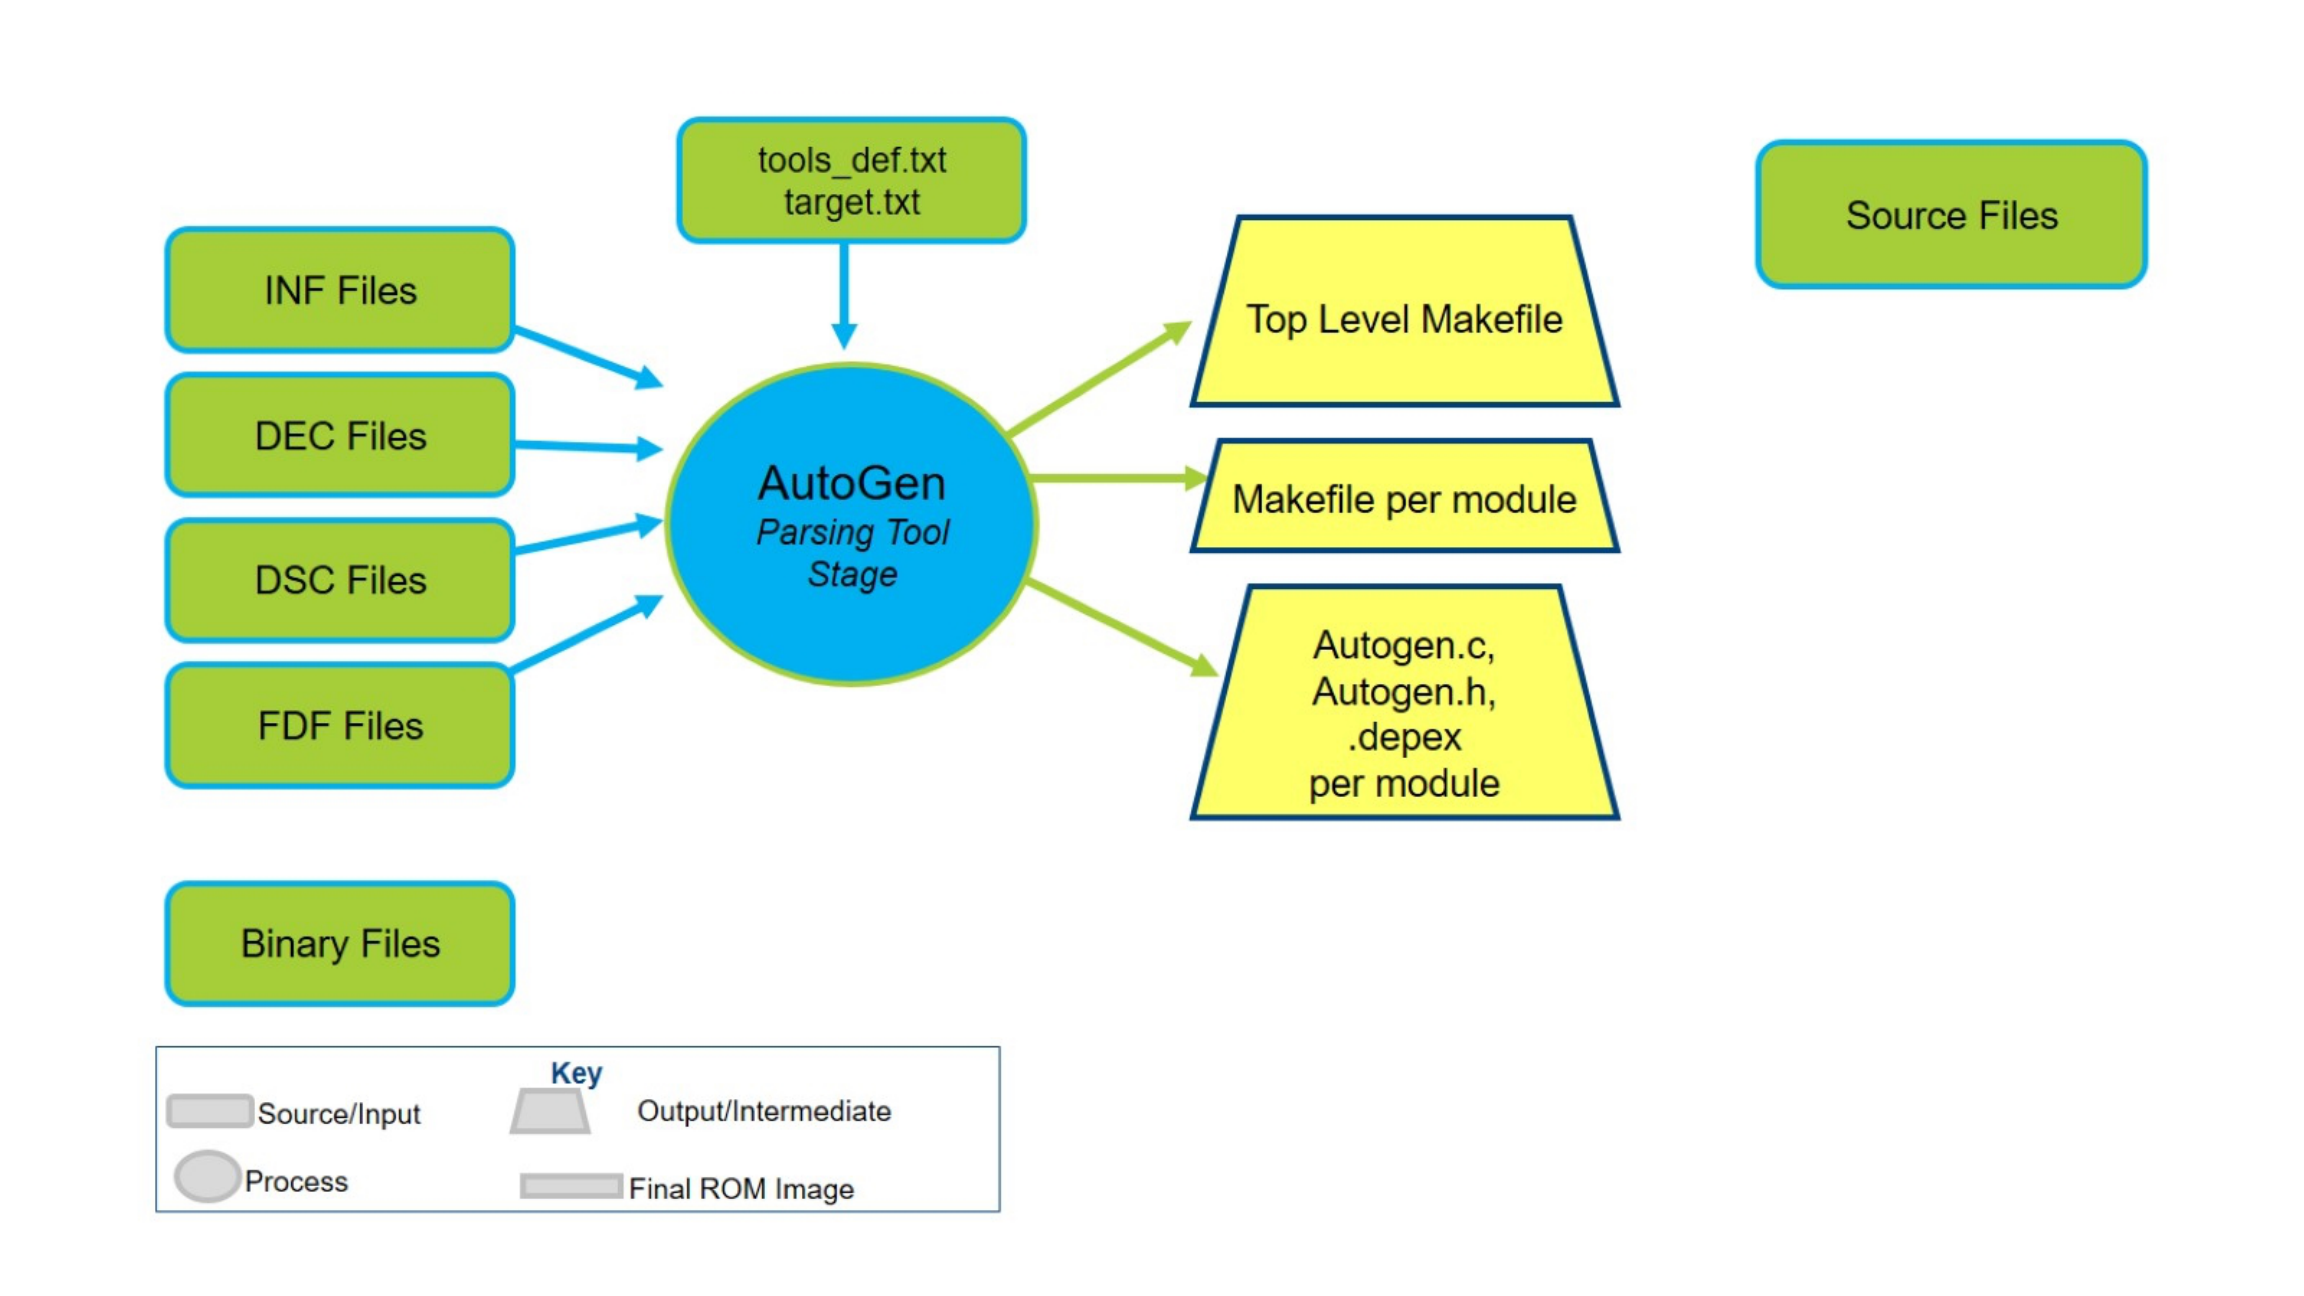 tools_def.txt
target.txt
Source Files
INF Files
DEC Files
DSC Files
FDF Files
Binary Files
AutoGen
Parsing Tool
Stage
Top Level Makefile
Makefile per module
Autogen.c,
Autogen.h,
.depex
per module
Key
Source/Input
Output/Intermediate
Process
Final ROM Image